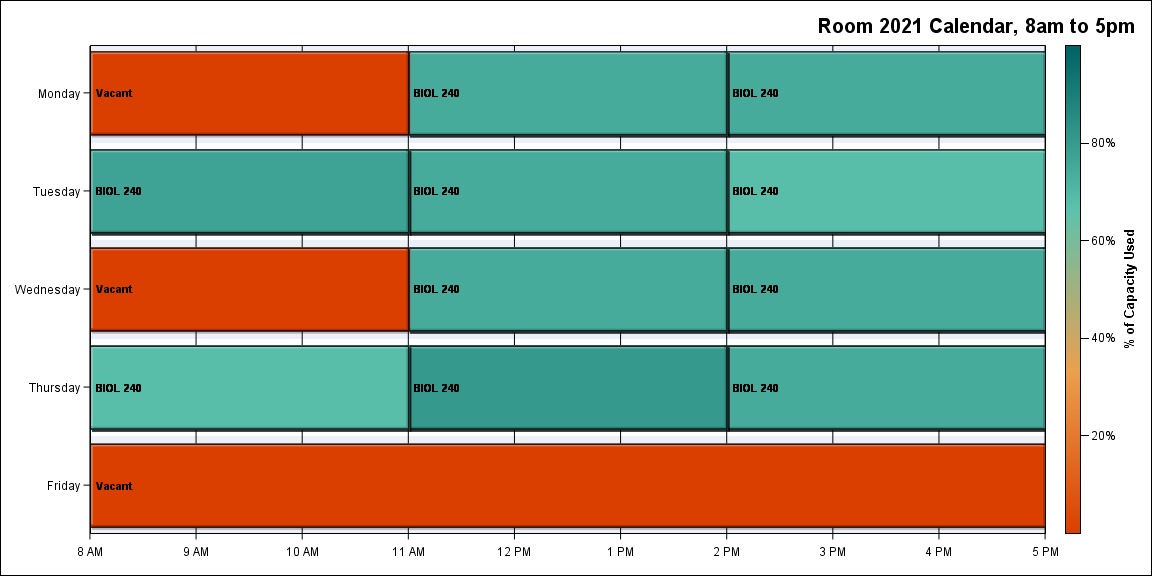 Room 2021 Calendar, 8am to 5pm
Monday
Vacant
BIOL 240
BIOL 240
Tuesday
BIOL 240
BIOL 240
BIOL 240
Wednesday
Vacant
BIOL 240
BIOL 240
Thursday
BIOL 240
BIOL 240
BIOL 240
Friday
Vacant
8 AM
9 AM
10 AM
11 AM
12 PM
1 PM
2 PM
3 PM
4 PM
5 PM
80%
60%
40%
20%
% of Capacity Used